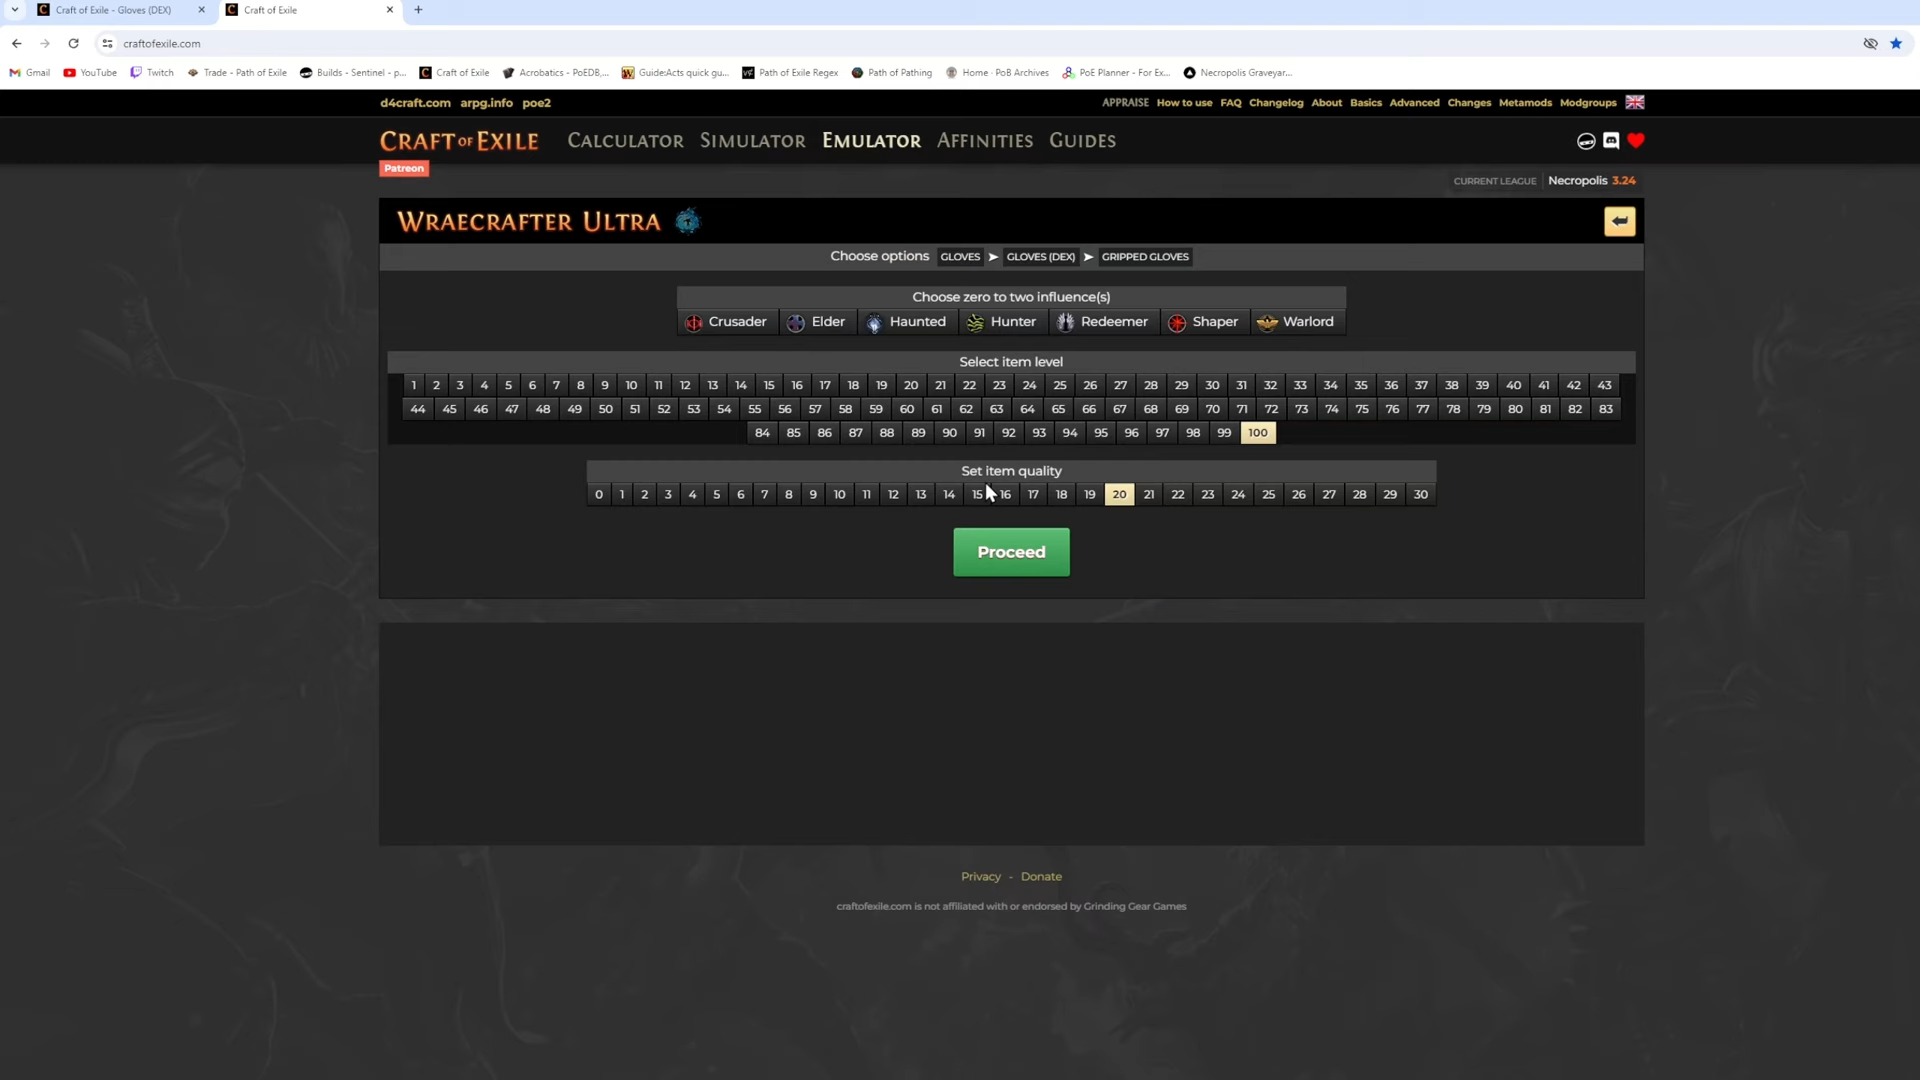 Craft of Exile - Gloves (DEX)
Craft of Exile
craftofexile.com
Gmail YouTube Twitch Trade - Path of Exile Builds - Sentinel - p... Craft of Exile Acrobatics - PoEDB,... Guide:Acts quick gu... Path of Exile Regex Path of Pathing Home · PoB Archives PoE Planner - For Ex... Necropolis Graveyar...
d4craft.com arpg.info poe2 APPRAISE How to use FAQ Changelog About Basics Advanced Changes Metamods Modgroups
CRAFT OF EXILE CALCULATOR SIMULATOR EMULATOR AFFINITIES GUIDES
Patreon
CURRENT LEAGUE Necropolis 3.24
WRAECRAFTER ULTRA
Choose options GLOVES ➤ GLOVES (DEX) ➤ GRIPPED GLOVES
Choose zero to two influence(s)
Crusader Elder Haunted Hunter Redeemer Shaper Warlord
Select item level
1 2 3 4 5 6 7 8 9 10 11 12 13 14 15 16 17 18 19 20 21 22 23 24 25 26 27 28 29 30 31 32 33 34 35 36 37 38 39 40 41 42 43
44 45 46 47 48 49 50 51 52 53 54 55 56 57 58 59 60 61 62 63 64 65 66 67 68 69 70 71 72 73 74 75 76 77 78 79 80 81 82 83
84 85 86 87 88 89 90 91 92 93 94 95 96 97 98 99 100
Set item quality
0 1 2 3 4 5 6 7 8 9 10 11 12 13 14 15 16 17 18 19 20 21 22 23 24 25 26 27 28 29 30
Proceed
Privacy - Donate
craftofexile.com is not affiliated with or endorsed by Grinding Gear Games